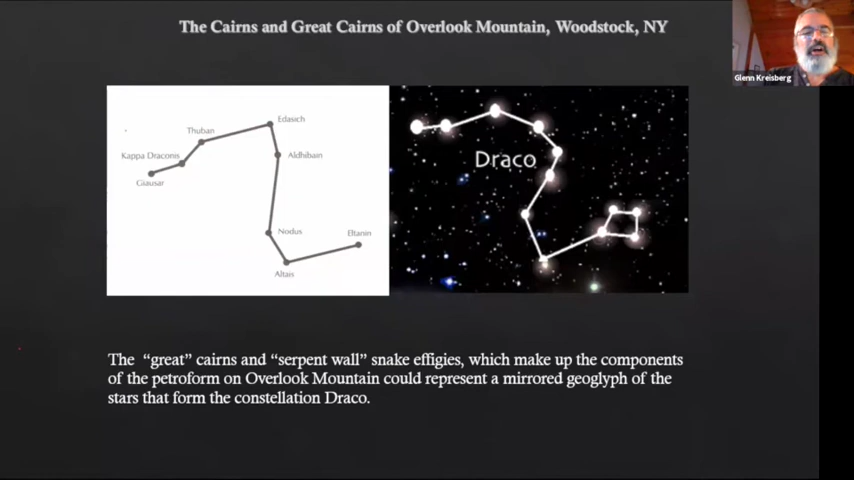 The Cairns and Great Cairns of Overlook Mountain, Woodstock, NY
Glenn Kreisberg
Edasich
Thuban
Kappa Draconis
Aldhibain
Giausar
Nodus
Eltanin
Altais
Draco
The “great” cairns and “serpent wall” snake effigies, which make up the components
of the petroform on Overlook Mountain could represent a mirrored geoglyph of the
stars that form the constellation Draco.